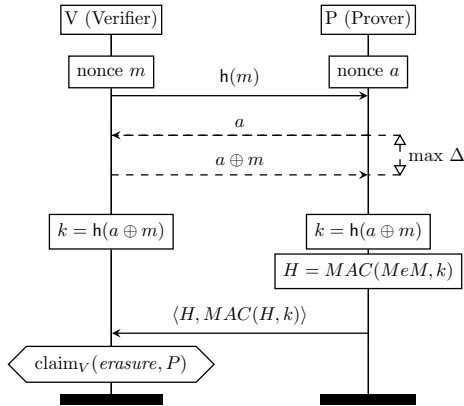 V (Verifier) P (Prover)
nonce m nonce a
h(m)
a
max Δ
a ⊕ m
k = h(a ⊕ m) k = h(a ⊕ m)
H = MAC(MeM, k)
⟨H, MAC(H, k)⟩
claim_V(erasure, P)